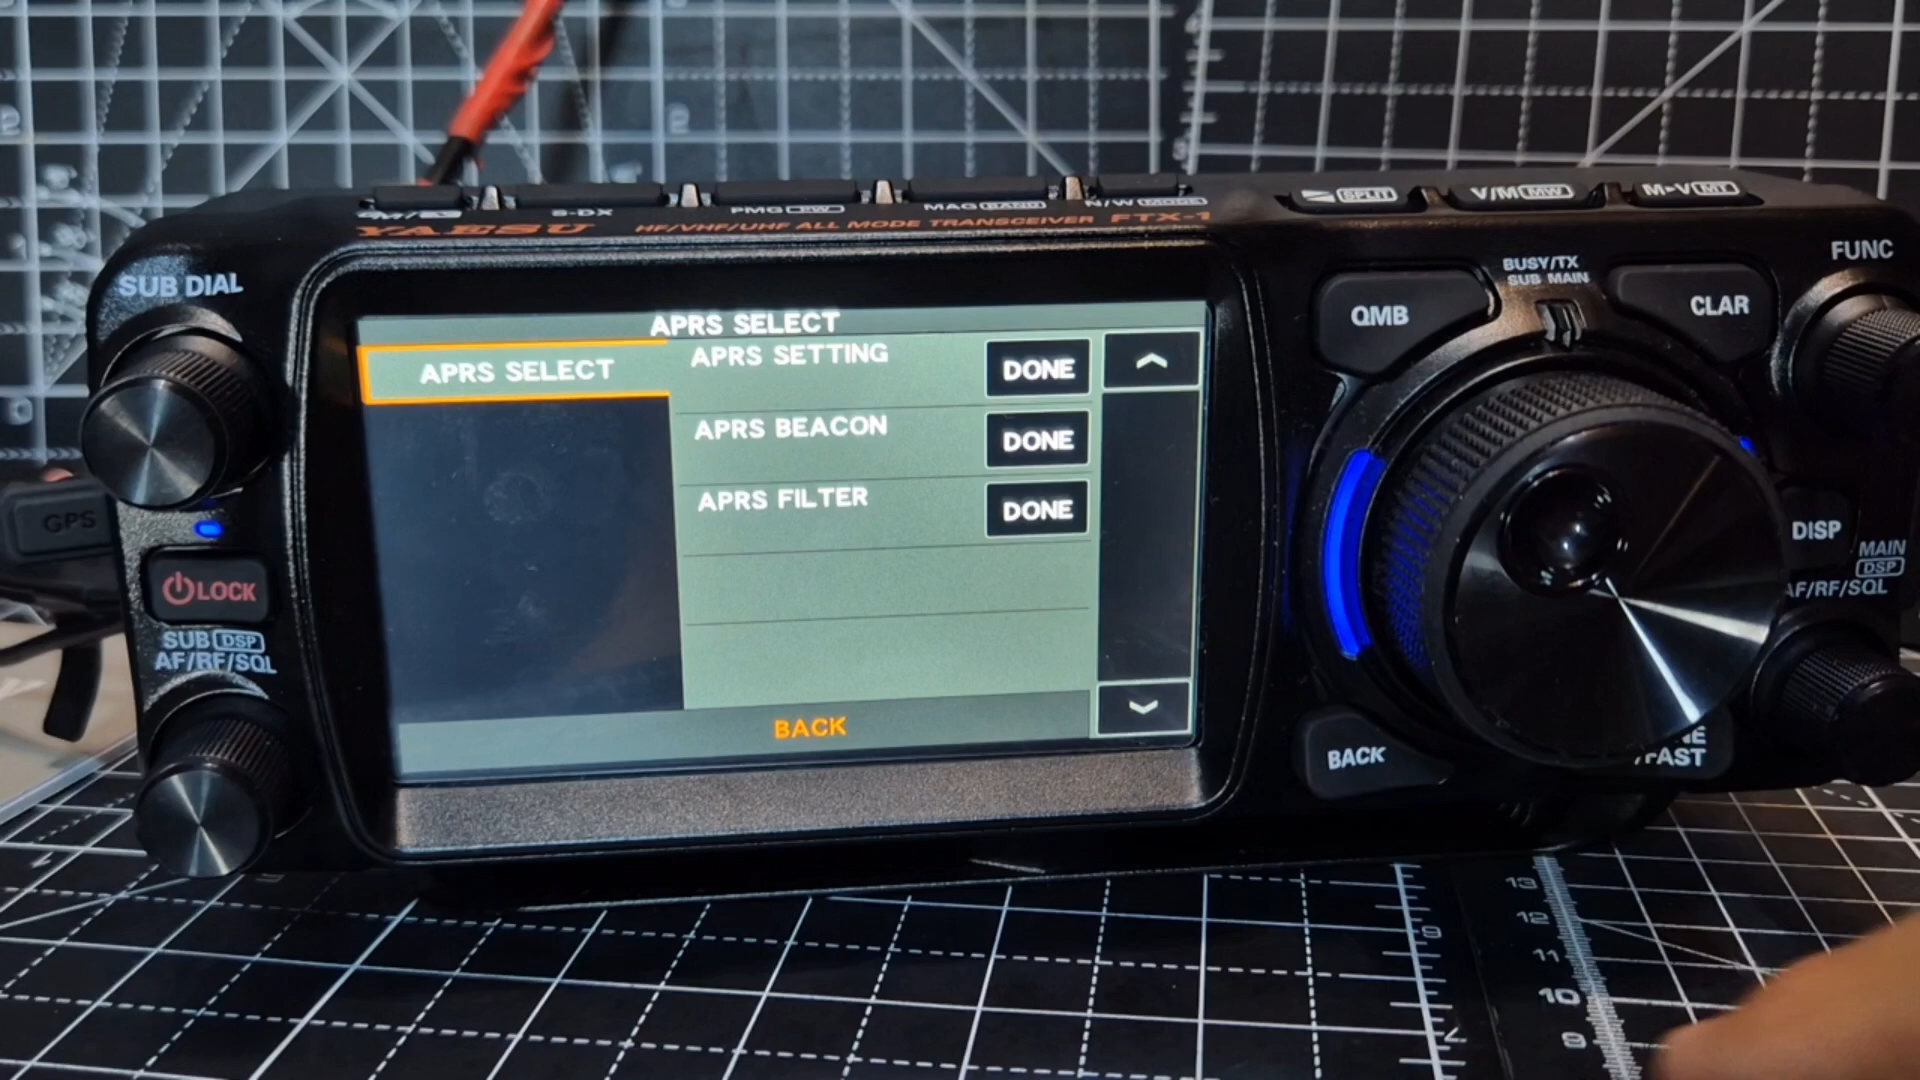 S-DX
PMG PW
MAG BAND
N/W MODE
SPLIT
V/M MW
M▸V MT
YAESU
HF/VHF/UHF ALL MODE TRANSCEIVER FTX-1
SUB DIAL
BUSY/TX
SUB MAIN
FUNC
QMB
CLAR
APRS SELECT
APRS SELECT
APRS SETTING
DONE
APRS BEACON
DONE
APRS FILTER
DONE
BACK
GPS
LOCK
SUB DSP
AF/RF/SQL
DISP
MAIN
DSP
AF/RF/SQL
BACK
FAST
13
12
11
10
9